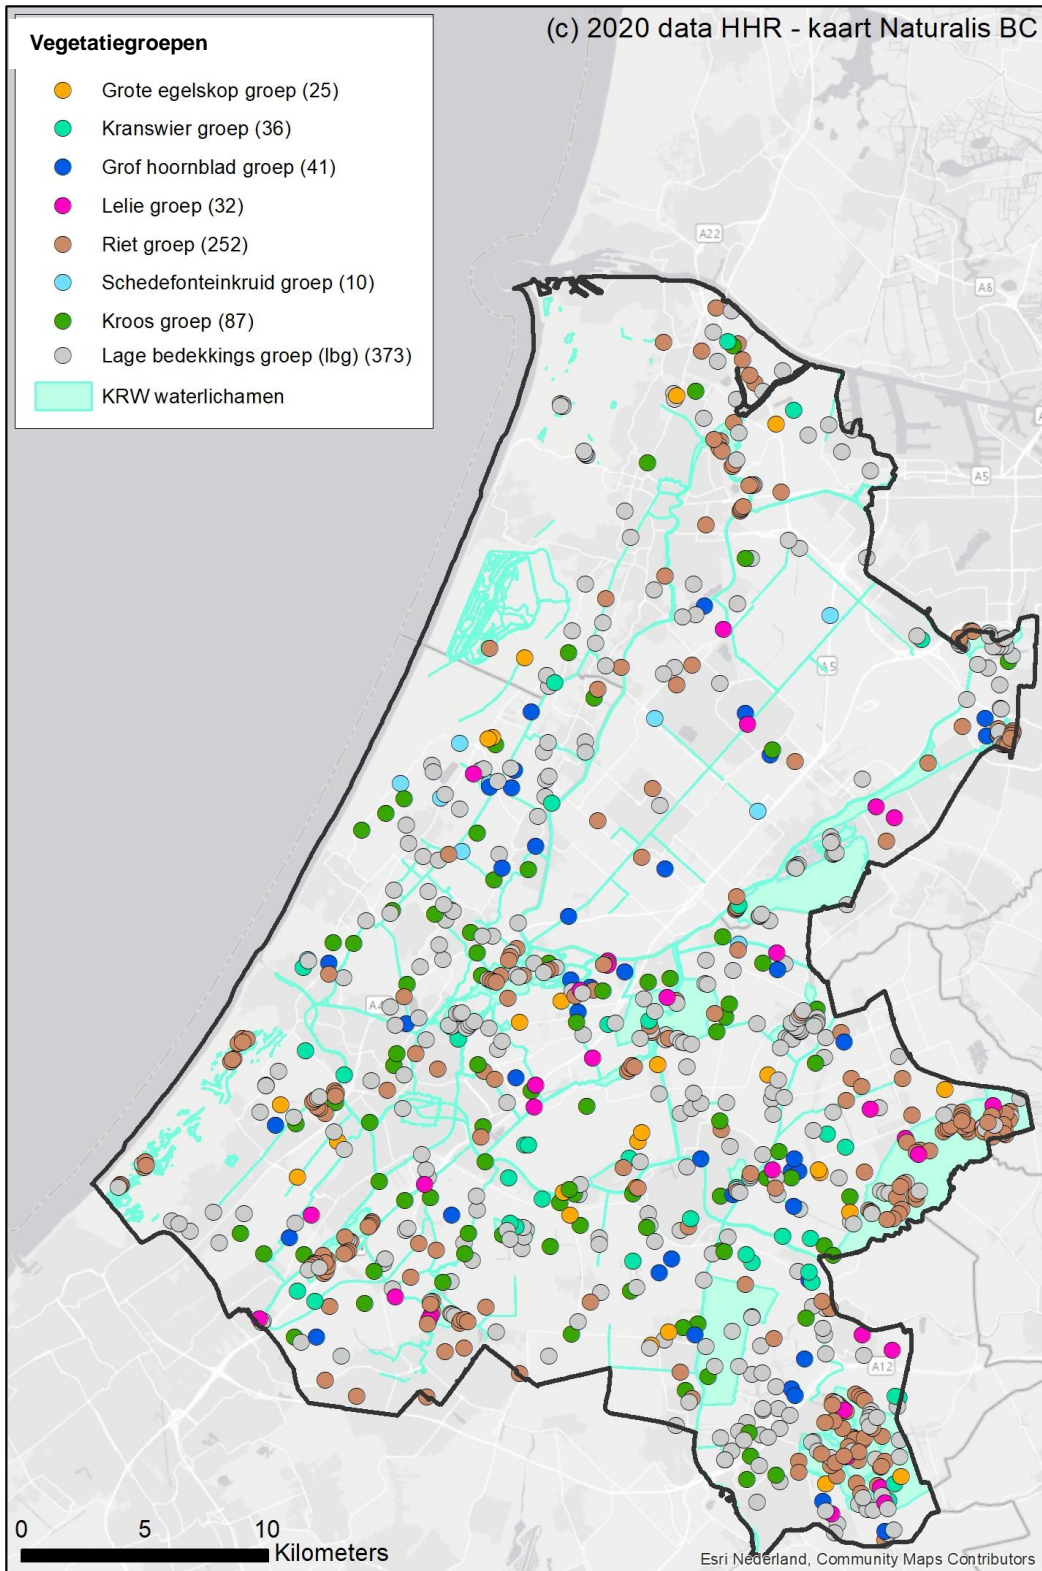 (c) 2020 data HHR - kaart Naturalis BC
Vegetatiegroepen
Grote egelskop groep (25)
Kranswier groep (36)
Grof hoornblad groep (41)
Lelie groep (32)
Riet groep (252)
Schedefonteinkruid groep (10)
Kroos groep (87)
Lage bedekkings groep (lbg) (373)
KRW waterlichamen
A22
A8
A5
A5
A4
A12
0 5 10
Kilometers
Esri Nederland, Community Maps Contributors